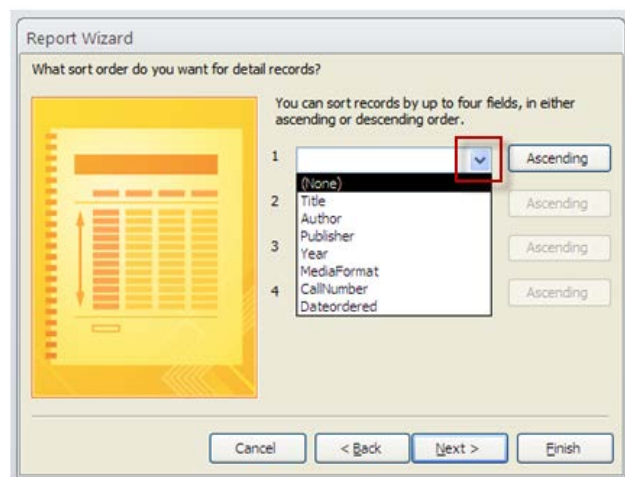 Report Wizard
What sort order do you want for detail records?
You can sort records by up to four fields, in either
ascending or descending order.
1 Ascending
(None)
2 Title Ascending
Author
Publisher
3 Year Ascending
MediaFormat
4 CallNumber Ascending
Dateordered
Cancel < Back Next > Finish